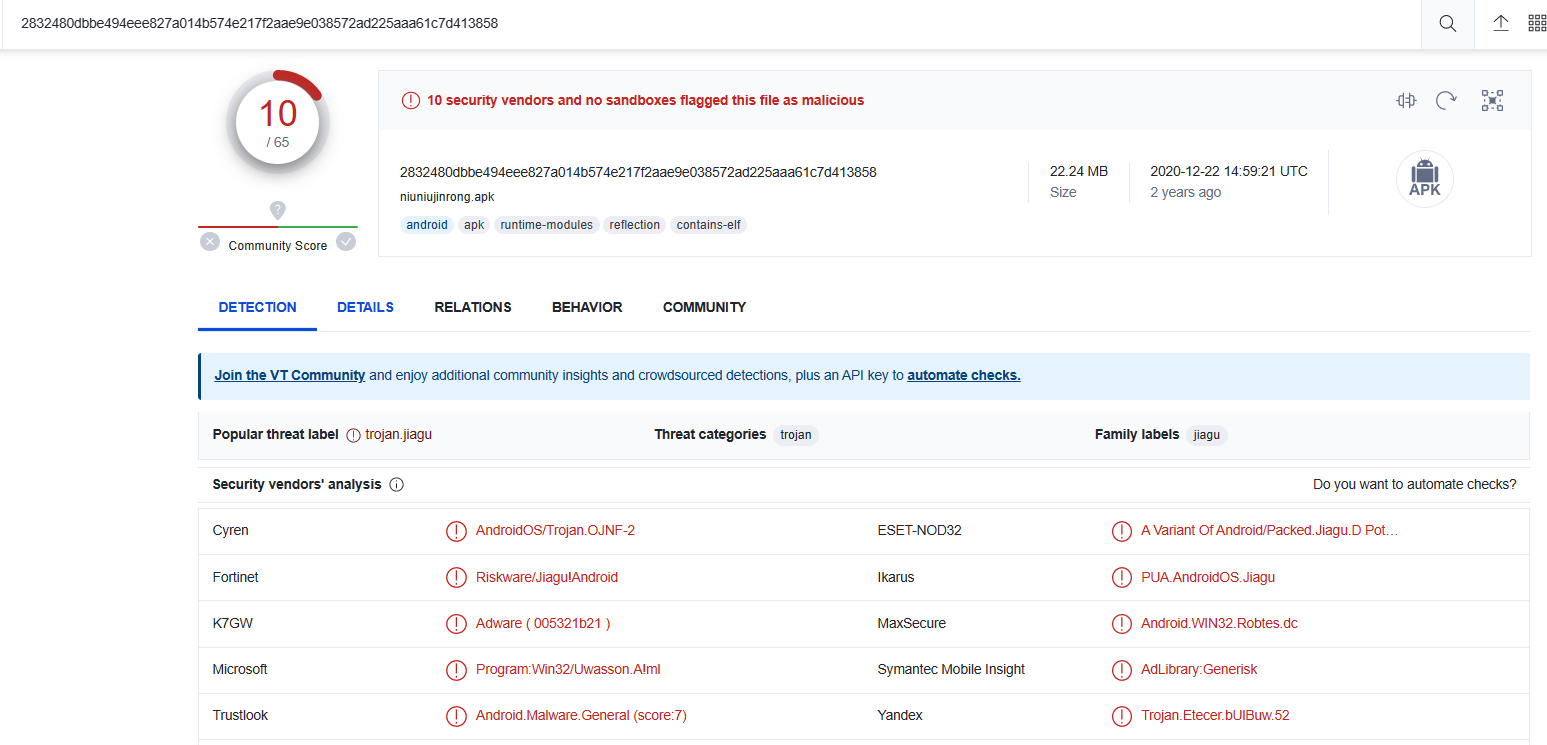 2832480dbbe494eee827a014b574e217f2aae9e038572ad225aaa61c7d413858
10
/ 65
10 security vendors and no sandboxes flagged this file as malicious
2832480dbbe494eee827a014b574e217f2aae9e038572ad225aaa61c7d413858
niuniujinrong.apk
android apk runtime-modules reflection contains-elf
22.24 MB
Size
2020-12-22 14:59:21 UTC
2 years ago
APK
?
Community Score
DETECTION DETAILS RELATIONS BEHAVIOR COMMUNITY
Join the VT Community and enjoy additional community insights and crowdsourced detections, plus an API key to automate checks.
Popular threat label trojan.jiagu Threat categories trojan Family labels jiagu
Security vendors' analysis Do you want to automate checks?
Cyren AndroidOS/Trojan.OJNF-2 ESET-NOD32 A Variant Of Android/Packed.Jiagu.D Pot…
Fortinet Riskware/Jiagu!Android Ikarus PUA.AndroidOS.Jiagu
K7GW Adware ( 005321b21 ) MaxSecure Android.WIN32.Robtes.dc
Microsoft Program:Win32/Uwasson.A!ml Symantec Mobile Insight AdLibrary:Generisk
Trustlook Android.Malware.General (score:7) Yandex Trojan.Etecer.bUIBuw.52